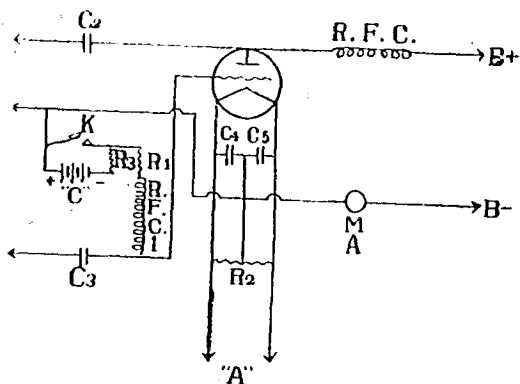 C2
R. F. C.
B+
K
C4 C5
R3
R1
+ "C" -
R.
F.
C.
1
B-
M
A
C3
R2
"A"